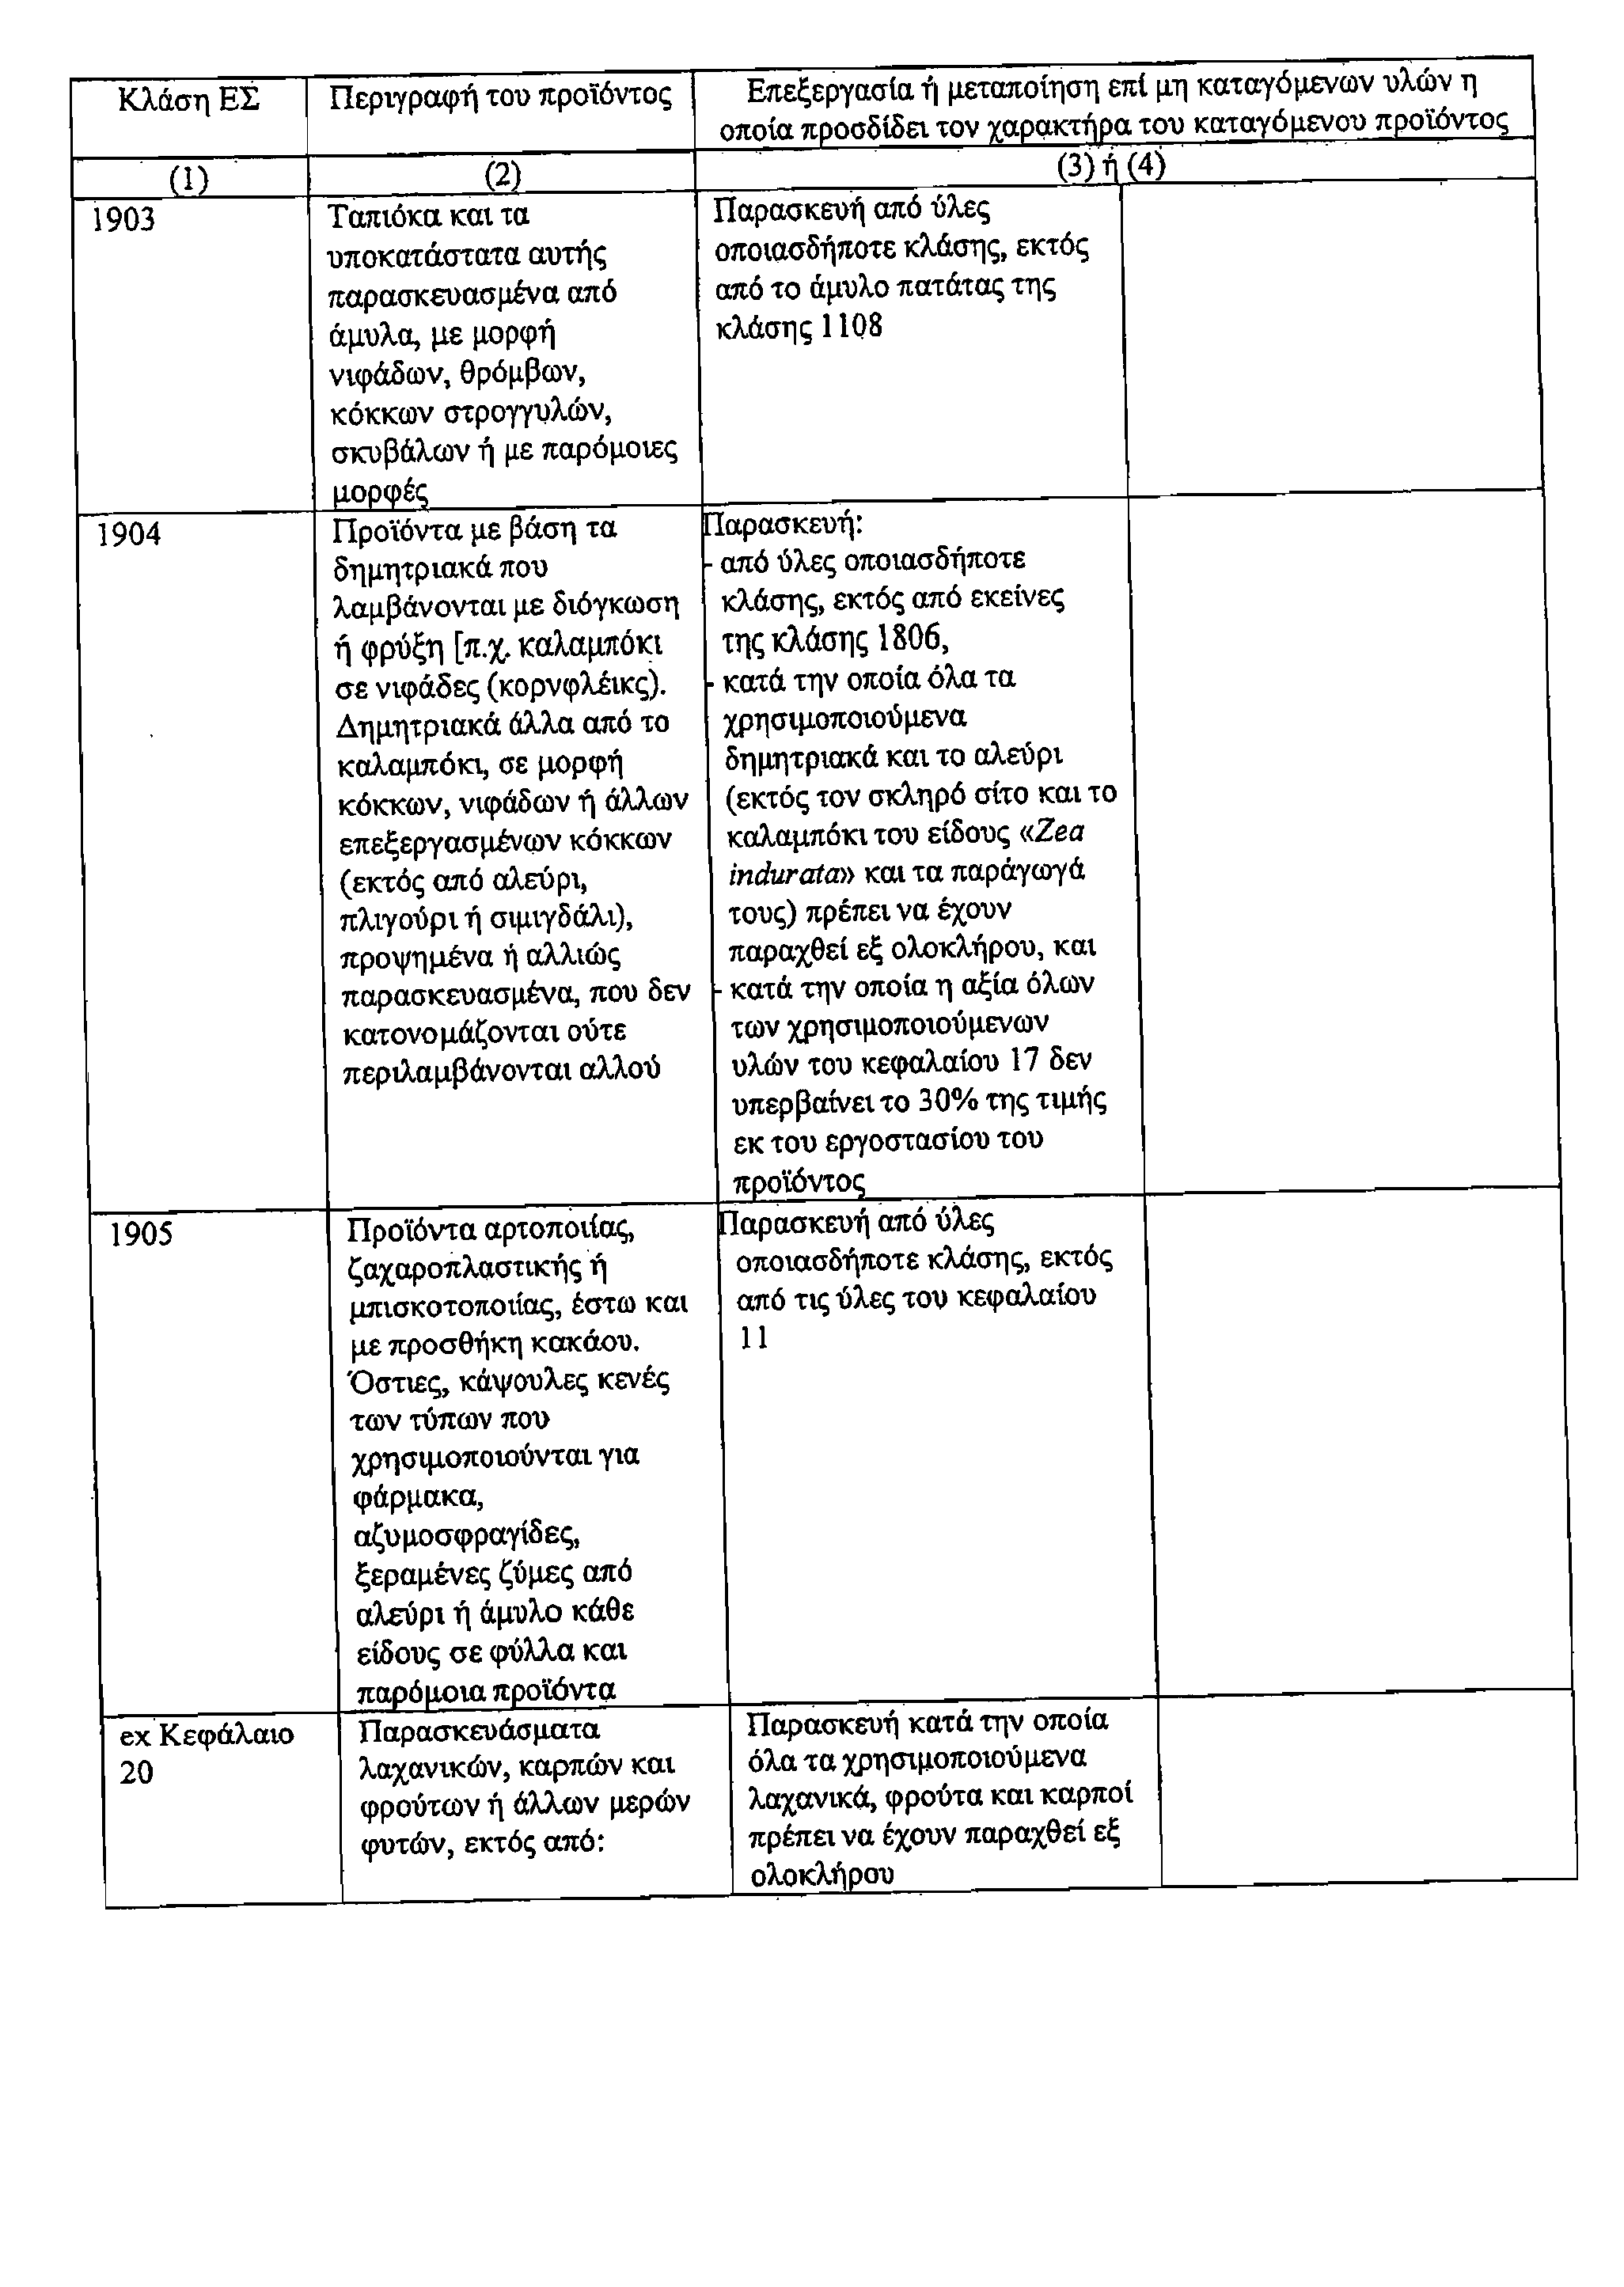 Κλάση ΕΣ
Περιγραφή του προϊόντος
Επεξεργασία ή μεταποίηση επί μη καταγόμενων υλών η
οποία προσδίδει τον χαρακτήρα του καταγόμενου προϊόντος
(1)
(2)
(3) ή (4)
1903
Ταπιόκα και τα
υποκατάστατα αυτής
παρασκευασμένα από
άμυλα, με μορφή
νιφάδων, θρόμβων,
κόκκων στρογγυλών,
σκυβάλων ή με παρόμοιες
μορφές
Παρασκευή από ύλες
οποιασδήποτε κλάσης, εκτός
από το άμυλο πατάτας της
κλάσης 1108
1904
Προϊόντα με βάση τα
δημητριακά που
λαμβάνονται με διόγκωση
ή φρύξη [π.χ. καλαμπόκι
σε νιφάδες (κορνφλέικς).
Δημητριακά άλλα από το
καλαμπόκι, σε μορφή
κόκκων, νιφάδων ή άλλων
επεξεργασμένων κόκκων
(εκτός από αλεύρι,
πλιγούρι ή σιμιγδάλι),
προψημένα ή αλλιώς
παρασκευασμένα, που δεν
κατονομάζονται ούτε
περιλαμβάνονται αλλού
Παρασκευή:
- από ύλες οποιασδήποτε
κλάσης, εκτός από εκείνες
της κλάσης 1806,
- κατά την οποία όλα τα
χρησιμοποιούμενα
δημητριακά και το αλεύρι
(εκτός τον σκληρό σίτο και το
καλαμπόκι του είδους «Zea
indurata» και τα παράγωγά
τους) πρέπει να έχουν
παραχθεί εξ ολοκλήρου, και
- κατά την οποία η αξία όλων
των χρησιμοποιούμενων
υλών του κεφαλαίου 17 δεν
υπερβαίνει το 30% της τιμής
εκ του εργοστασίου του
προϊόντος
1905
Προϊόντα αρτοποιίας,
ζαχαροπλαστικής ή
μπισκοτοποιίας, έστω και
με προσθήκη κακάου.
Όστιες, κάψουλες κενές
των τύπων που
χρησιμοποιούνται για
φάρμακα,
αζυμοσφραγίδες,
ξεραμένες ζύμες από
αλεύρι ή άμυλο κάθε
είδους σε φύλλα και
παρόμοια προϊόντα
Παρασκευή από ύλες
οποιασδήποτε κλάσης, εκτός
από τις ύλες του κεφαλαίου
11
ex Κεφάλαιο
20
Παρασκευάσματα
λαχανικών, καρπών και
φρούτων ή άλλων μερών
φυτών, εκτός από:
Παρασκευή κατά την οποία
όλα τα χρησιμοποιούμενα
λαχανικά, φρούτα και καρποί
πρέπει να έχουν παραχθεί εξ
ολοκλήρου